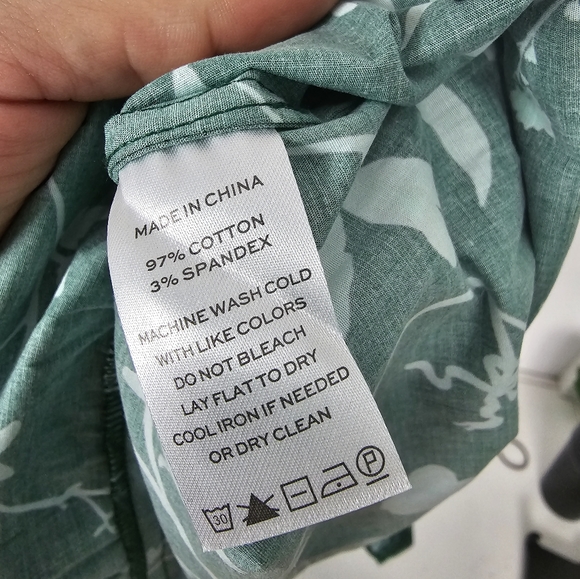 MADE IN CHINA
97% COTTON
3% SPANDEX
MACHINE WASH COLD
WITH LIKE COLORS
DO NOT BLEACH
LAY FLAT TO DRY
COOL IRON IF NEEDED
OR DRY CLEAN
30 P